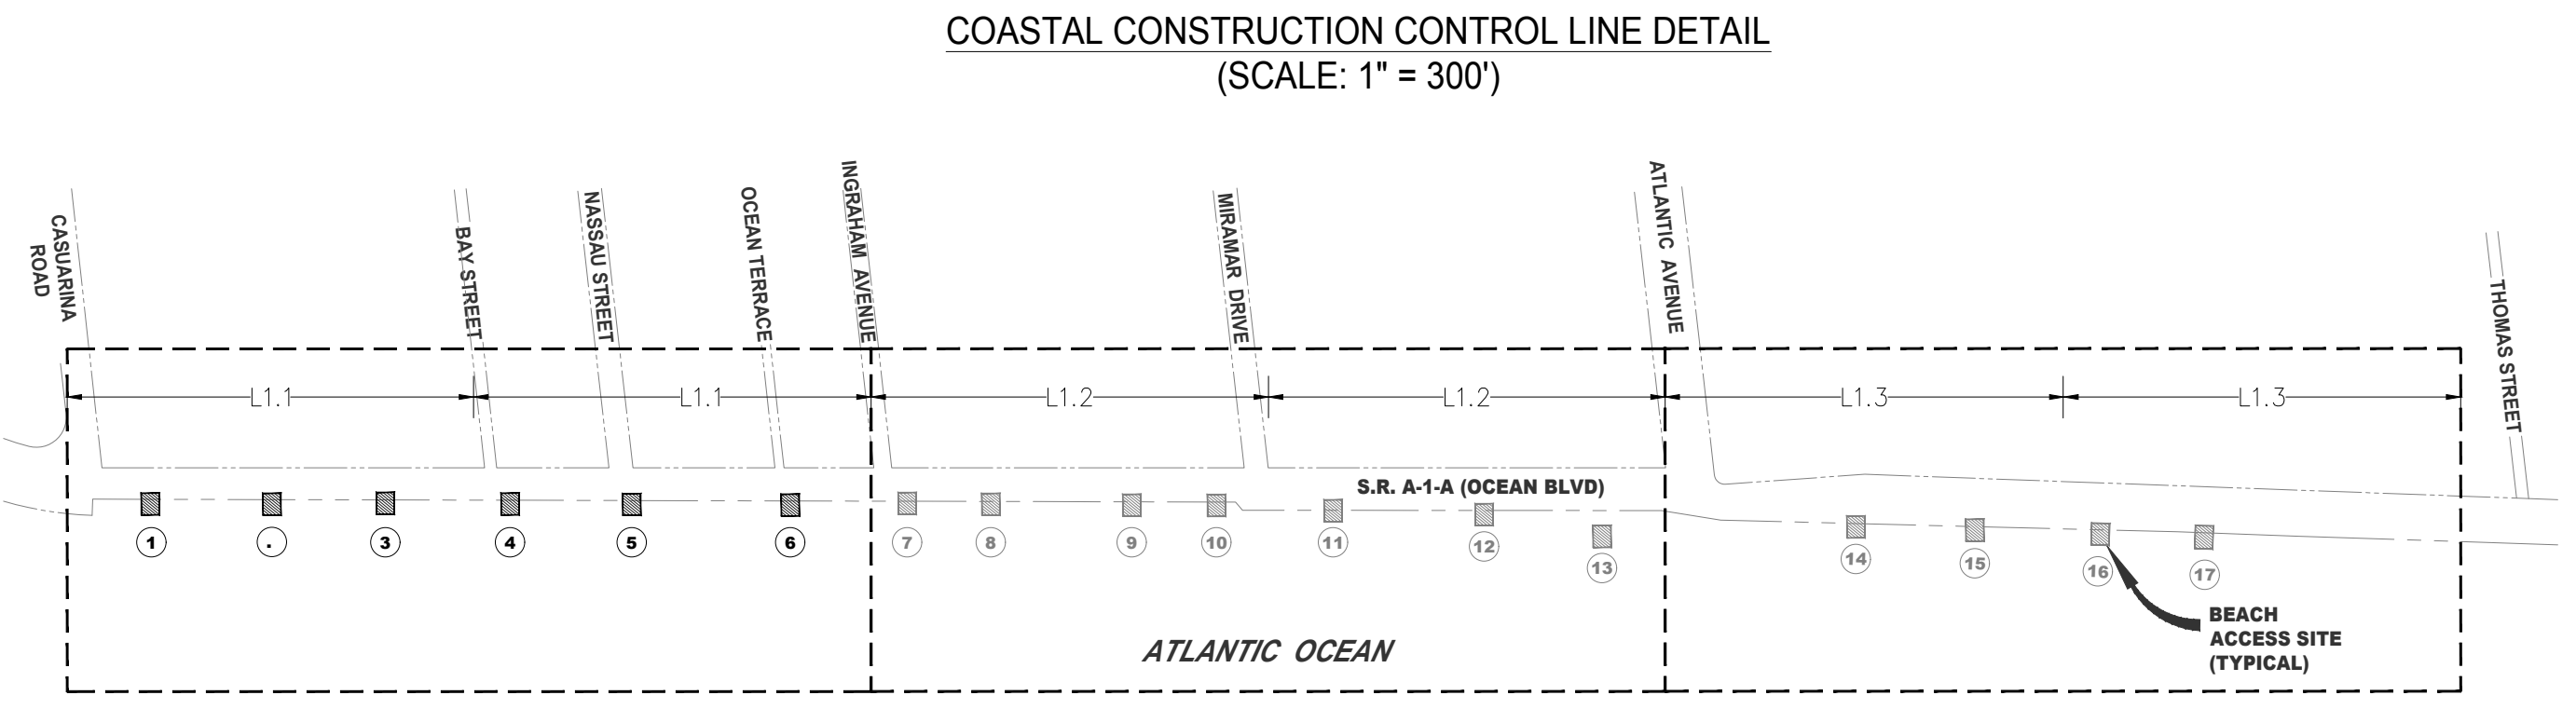 COASTAL CONSTRUCTION CONTROL LINE DETAIL
(SCALE: 1" = 300')
CASUARINA
ROAD
BAY STREET
NASSAU STREET
OCEAN TERRACE
INGRAHAM AVENUE
MIRAMAR DRIVE
ATLANTIC AVENUE
THOMAS STREET
L1.1
L1.1
L1.2
L1.2
L1.3
L1.3
S.R. A-1-A (OCEAN BLVD)
1
.
3
4
5
6
7
8
9
10
11
12
13
14
15
16
17
BEACH
ACCESS SITE
(TYPICAL)
ATLANTIC OCEAN